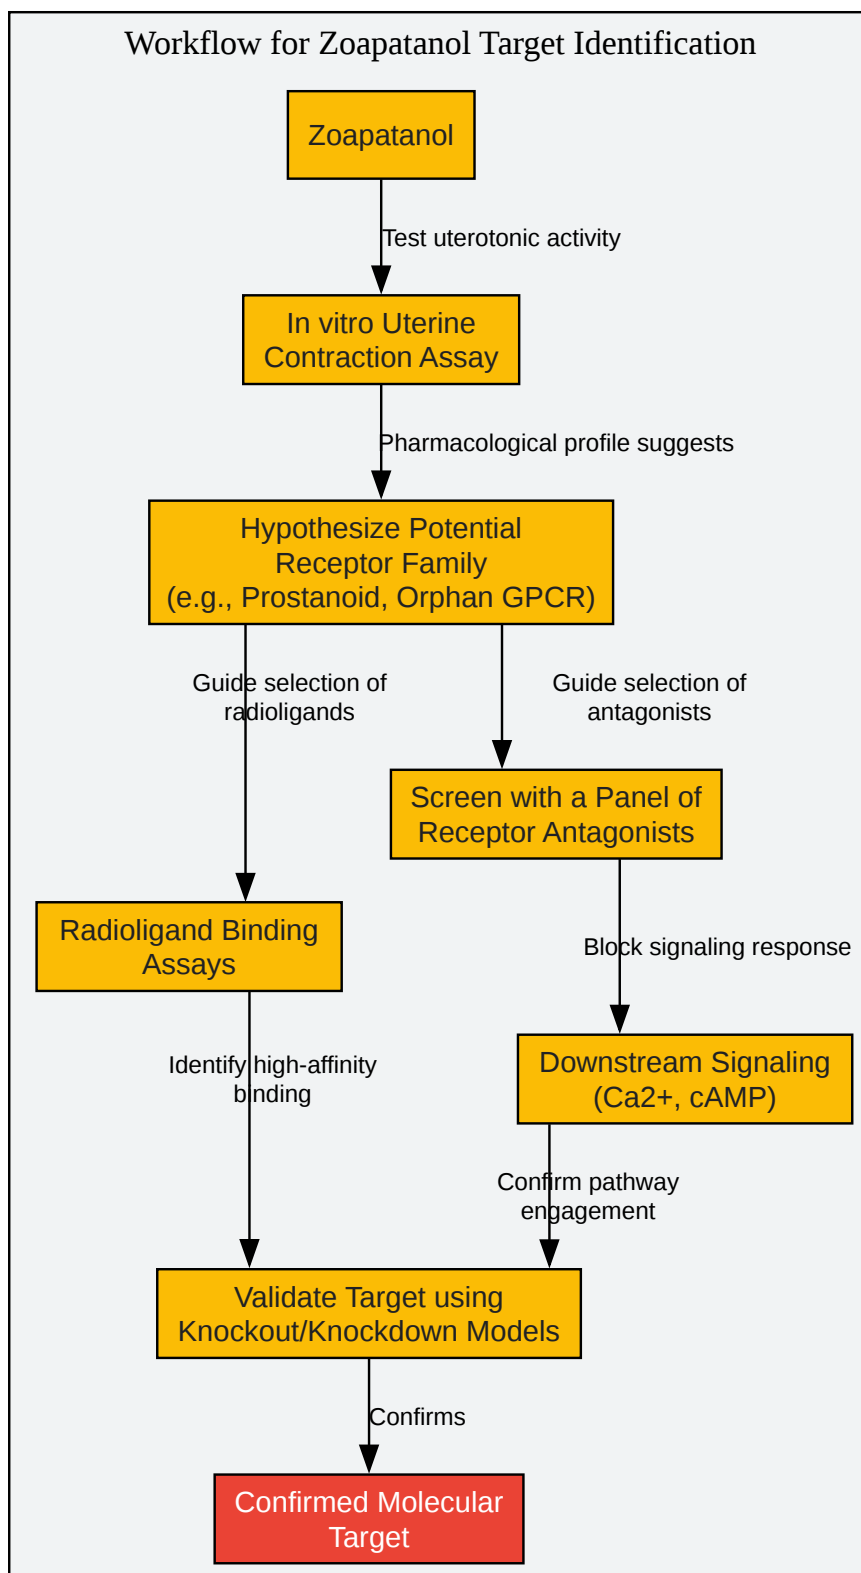 Workflow for Zoapatanol Target Identification
Zoapatanol
Test uterotonic activity
In vitro Uterine
Contraction Assay
Pharmacological profile suggests
Hypothesize Potential
Receptor Family
(e.g., Prostanoid, Orphan GPCR)
Guide selection of
radioligands
Guide selection of
antagonists
Screen with a Panel of
Receptor Antagonists
Radioligand Binding
Assays
Block signaling response
Downstream Signaling
(Ca2+, cAMP)
Identify high-affinity
binding
Confirm pathway
engagement
Validate Target using
Knockout/Knockdown Models
Confirms
Confirmed Molecular
Target